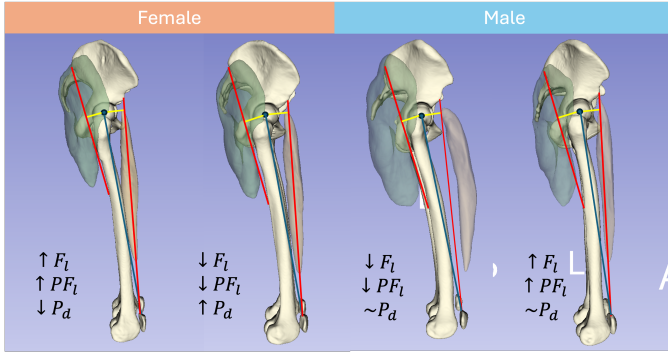 Female
Male
↑ Fₗ
↑ PFₗ
↓ P_d
↓ Fₗ
↓ PFₗ
↑ P_d
↓ Fₗ
↓ PFₗ
~P_d
↑ Fₗ
↑ PFₗ
~P_d
L